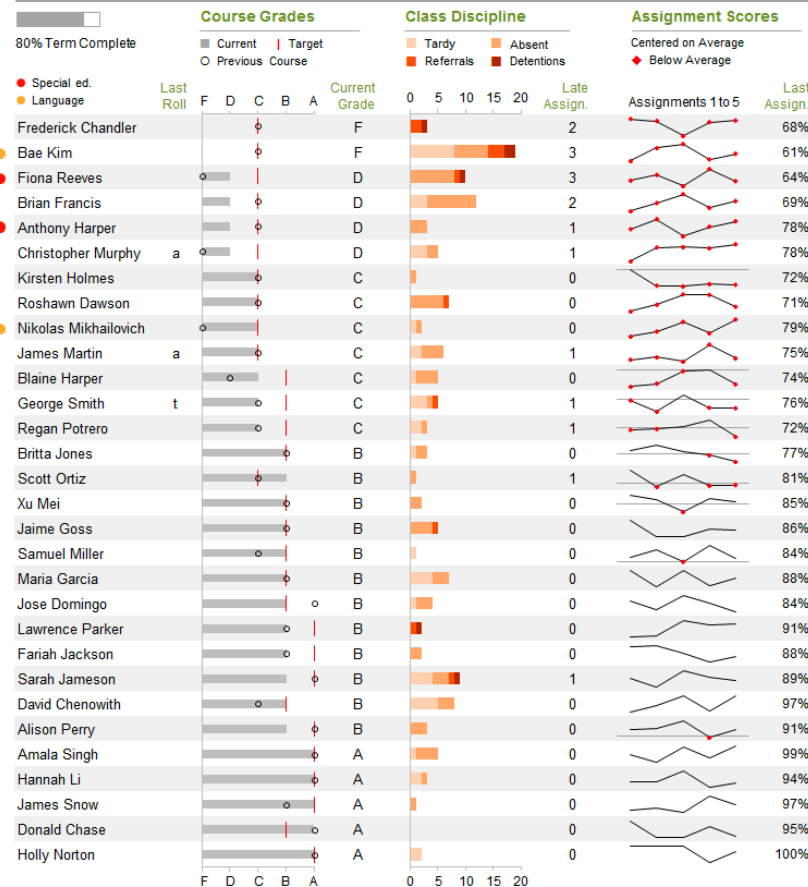 Course Grades Class Discipline Assignment Scores
80% Term Complete Current Target Tardy Absent Centered on Average
Previous Course Referrals Detentions Below Average
Special ed. Last Current Late Last
Language Roll F D C B A Grade 0 5 10 15 20 Assign. Assignments 1 to 5 Assign.
Frederick Chandler F 2 68%
Bae Kim F 3 61%
Fiona Reeves D 3 64%
Brian Francis D 2 69%
Anthony Harper D 1 78%
Christopher Murphy a D 1 78%
Kirsten Holmes C 0 72%
Roshawn Dawson C 0 71%
Nikolas Mikhailovich C 0 79%
James Martin a C 1 75%
Blaine Harper C 0 74%
George Smith t C 1 76%
Regan Potrero C 1 72%
Britta Jones B 0 77%
Scott Ortiz B 1 81%
Xu Mei B 0 85%
Jaime Goss B 0 86%
Samuel Miller B 0 84%
Maria Garcia B 0 88%
Jose Domingo B 0 84%
Lawrence Parker B 0 91%
Fariah Jackson B 0 88%
Sarah Jameson B 1 89%
David Chenowith B 0 97%
Alison Perry B 0 91%
Amala Singh A 0 99%
Hannah Li A 0 94%
James Snow A 0 97%
Donald Chase A 0 95%
Holly Norton A 0 100%
F D C B A 0 5 10 15 20